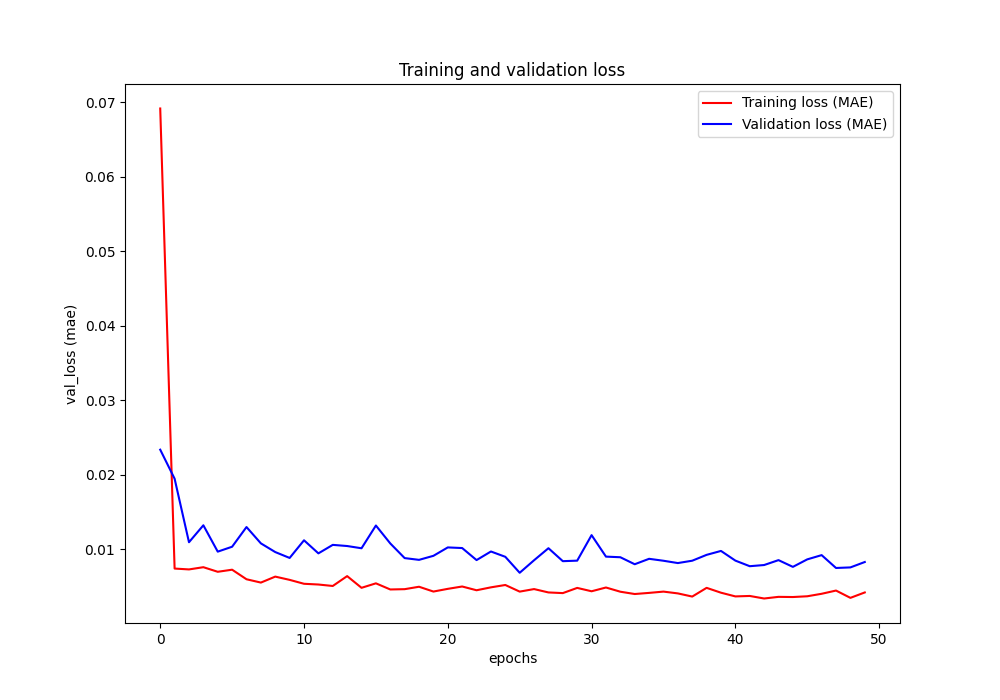 Training and validation loss
Training loss (MAE)
Validation loss (MAE)
val_loss (mae)
0.07
0.06
0.05
0.04
0.03
0.02
0.01
0 10 20 30 40 50
epochs